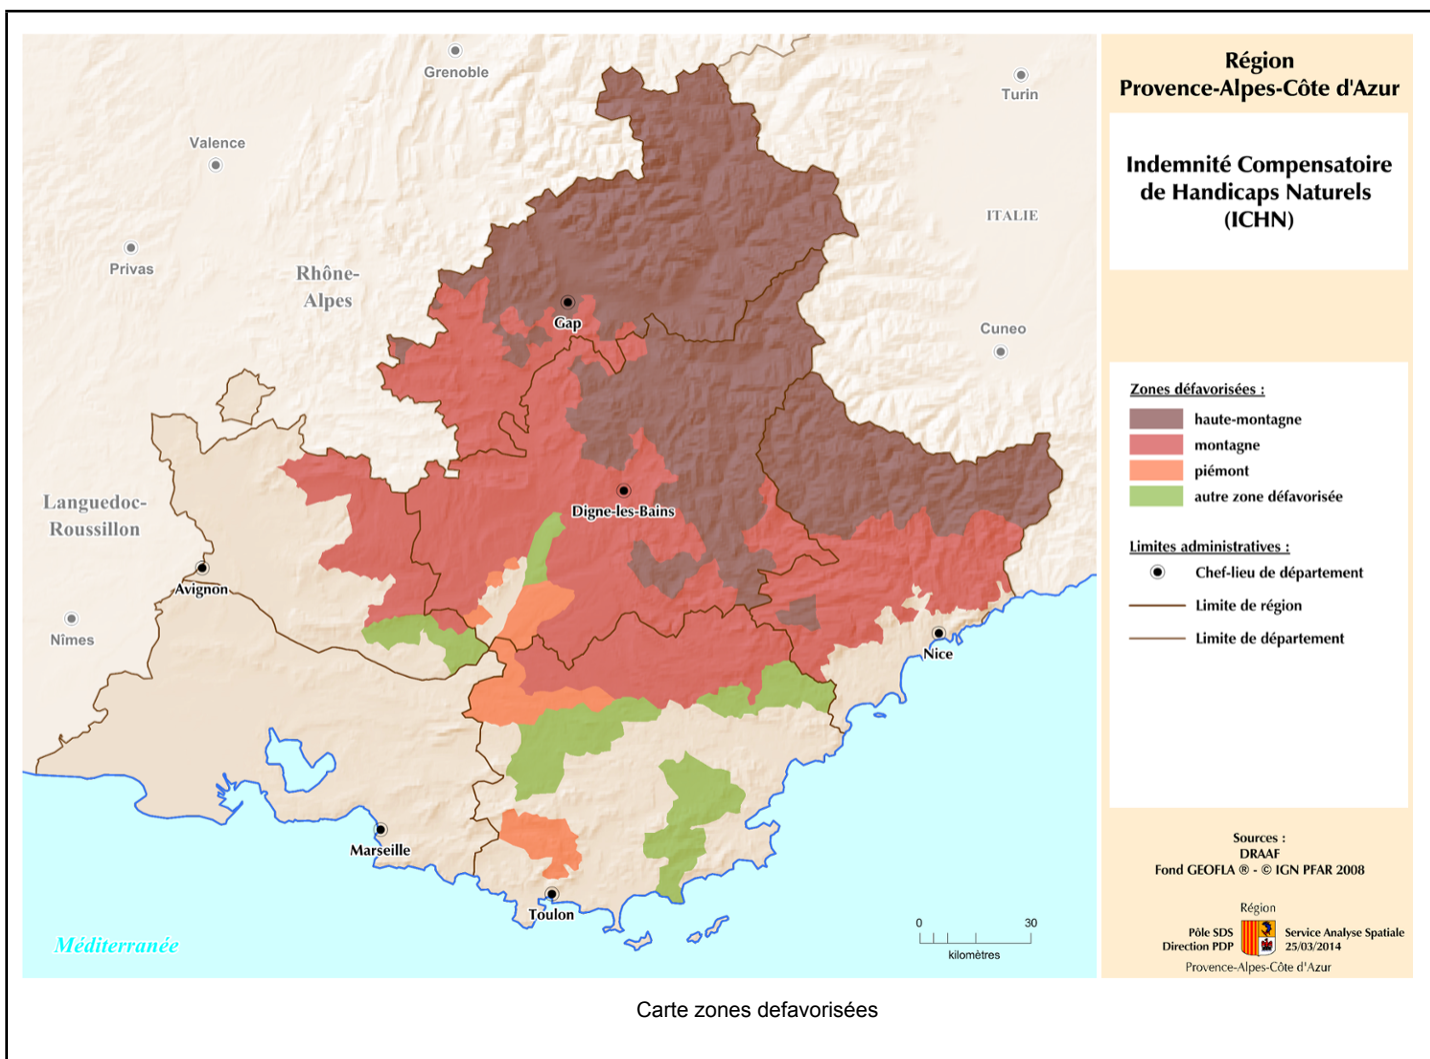 Grenoble
Turin
Valence
ITALIE
Privas
Rhône-
Alpes
Gap
Cuneo
Languedoc-
Roussillon
Digne-les-Bains
Avignon
Nîmes
Nice
Marseille
Toulon
Méditerranée
0 30
kilomètres
Région
Provence-Alpes-Côte d'Azur
Indemnité Compensatoire
de Handicaps Naturels
(ICHN)
Zones défavorisées :
haute-montagne
montagne
piémont
autre zone défavorisée
Limites administratives :
Chef-lieu de département
Limite de région
Limite de département
Sources :
DRAAF
Fond GEOFLA ® - © IGN PFAR 2008
Région
Pôle SDS Service Analyse Spatiale
Direction PDP 25/03/2014
Provence-Alpes-Côte d'Azur
Carte zones defavorisées